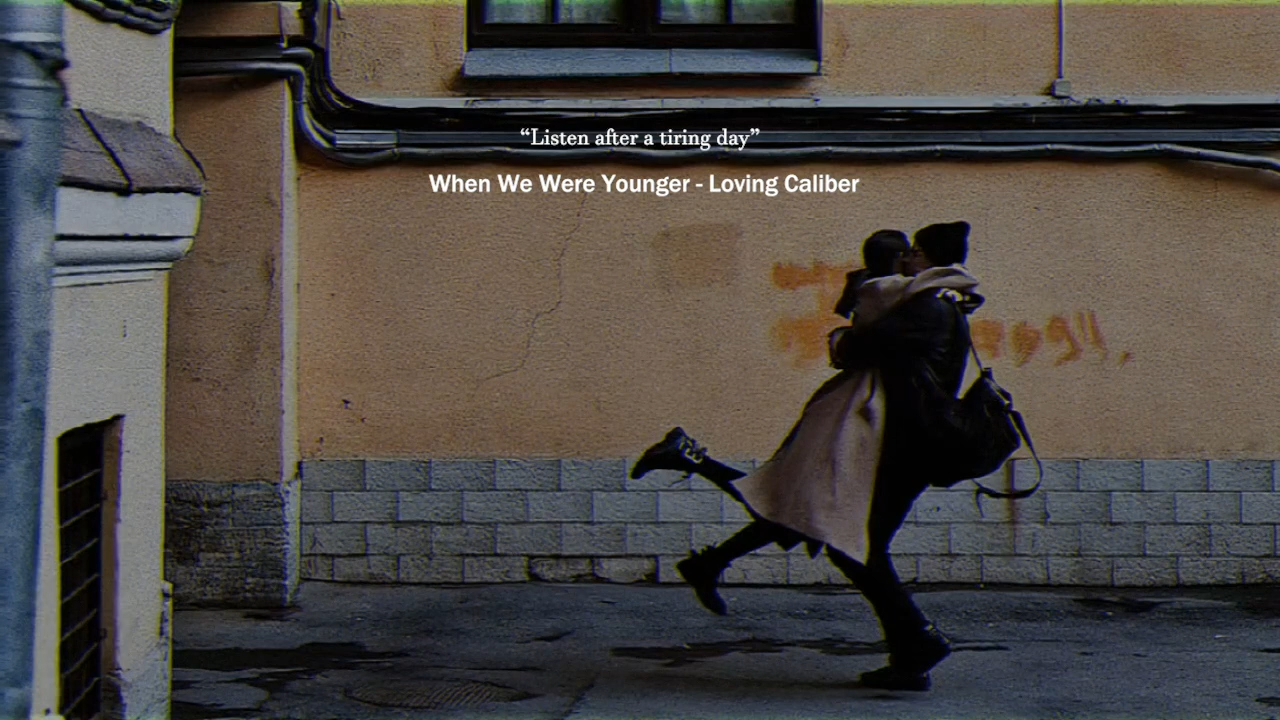 “Listen after a tiring day”
When We Were Younger - Loving Caliber